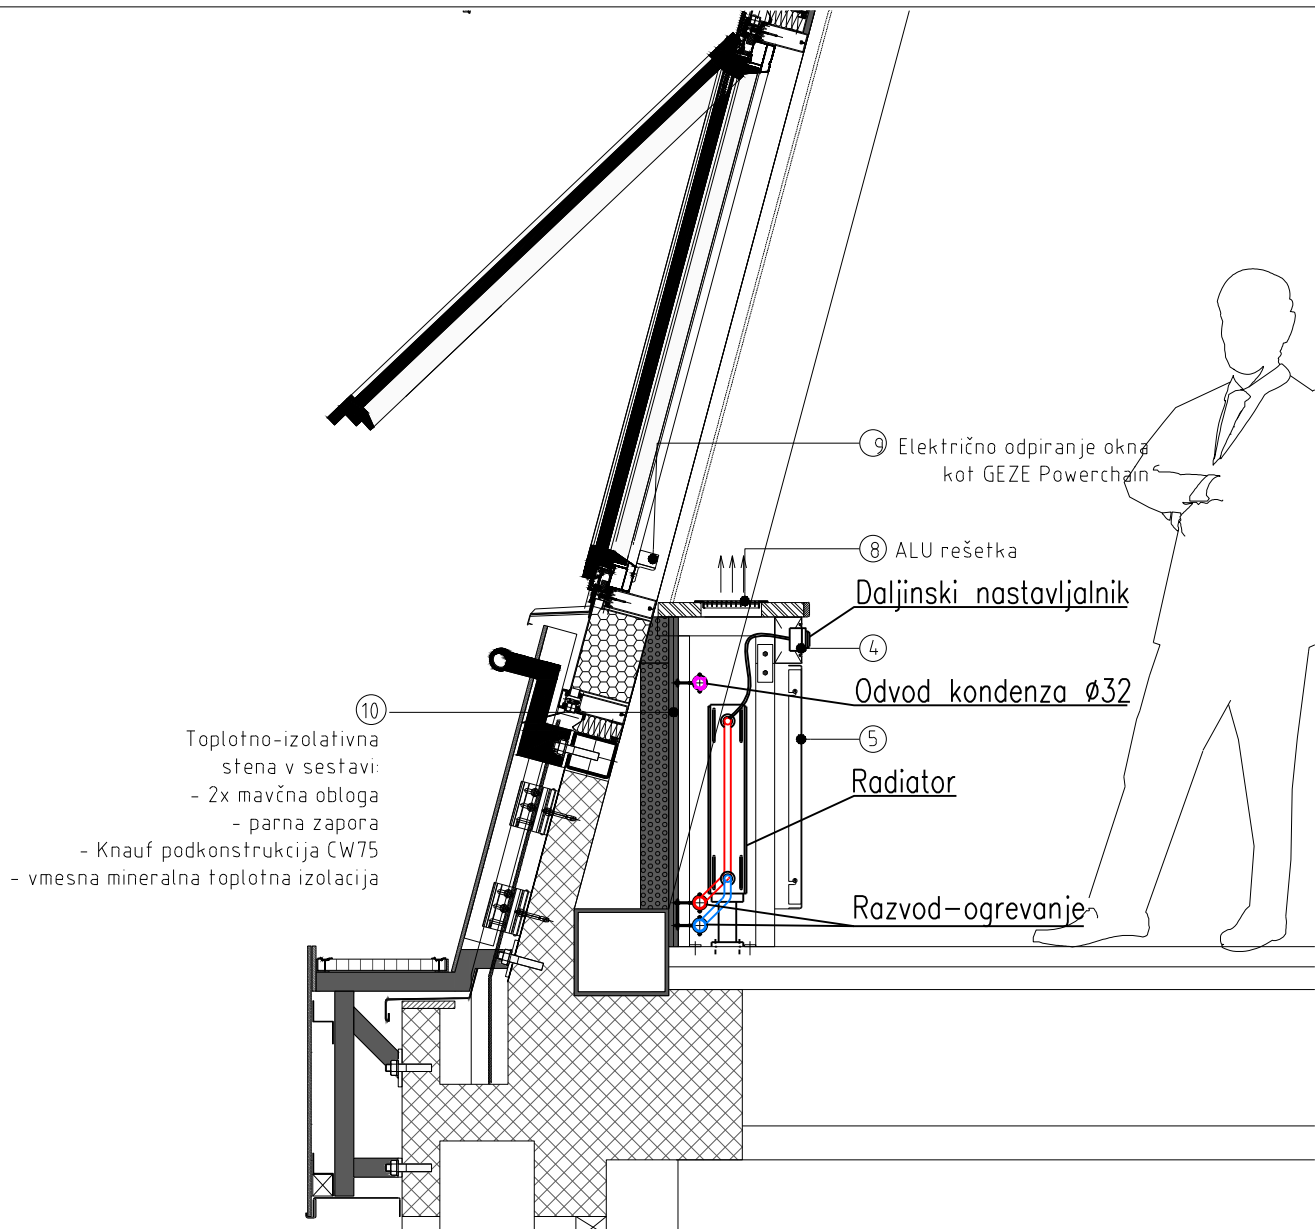 9 Električno odpiranje okna
kot GEZE Powerchain
8 ALU rešetka
Daljinski nastavljalnik
4
Odvod kondenza ø32
10
Toplotno-izolativna
stena v sestavi:
- 2x mavčna obloga
- parna zapora
- Knauf podkonstrukcija CW75
- vmesna mineralna toplotna izolacija
5
Radiator
Razvod-ogrevanje